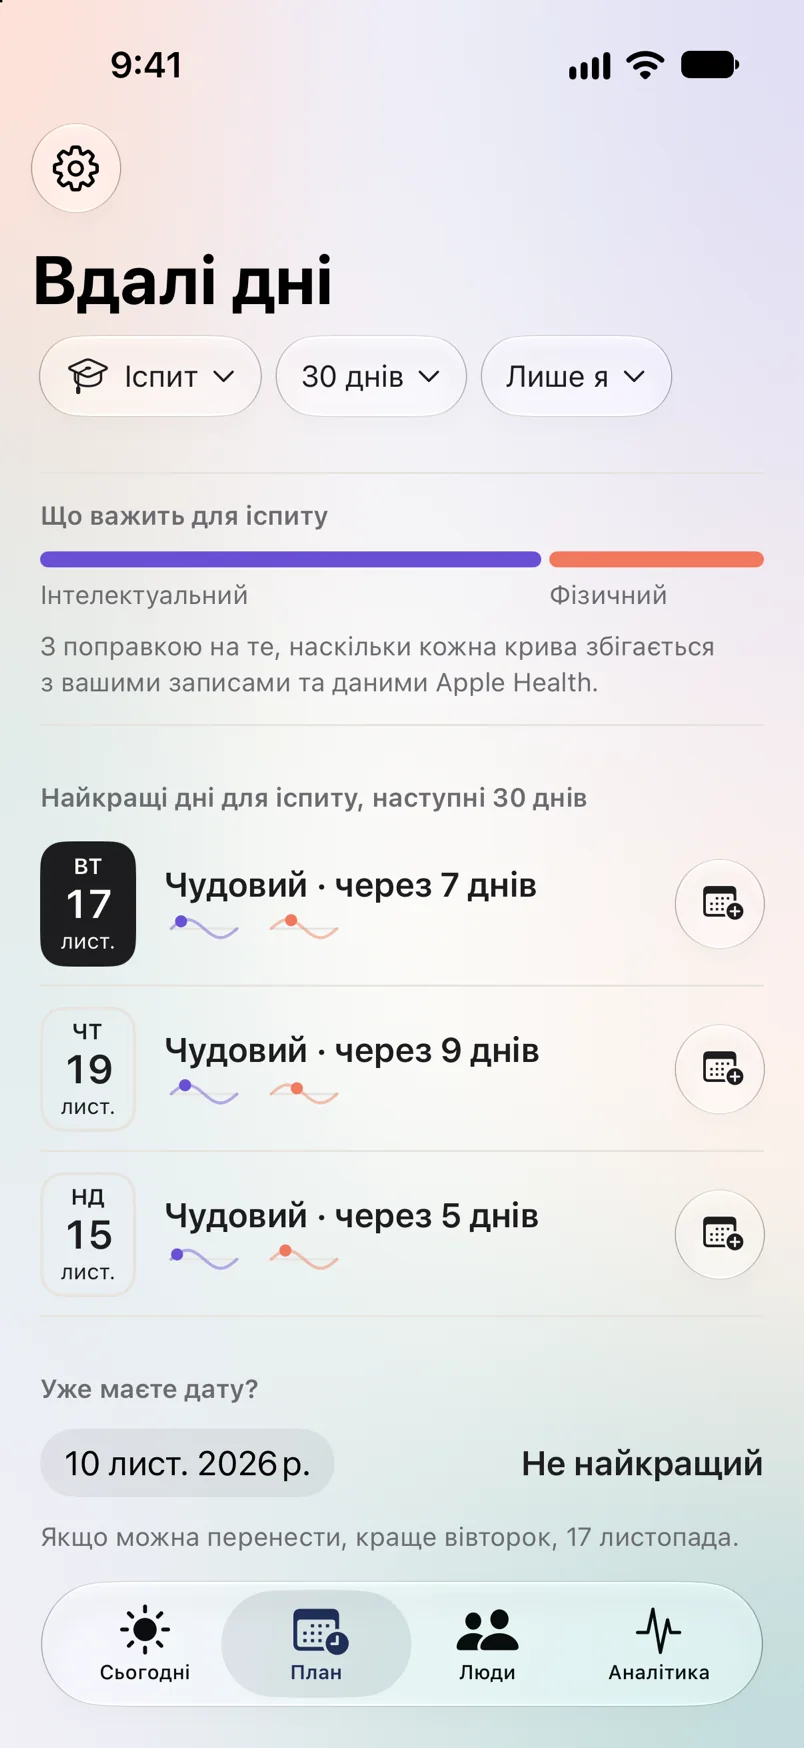 9:41
Вдалі дні
Іспит
30 днів
Лише я
Що важить для іспиту
Інтелектуальний
Фізичний
З поправкою на те, наскільки кожна крива збігається
з вашими записами та даними Apple Health.
Найкращі дні для іспиту, наступні 30 днів
ВТ
17
лист.
Чудовий · через 7 днів
ЧТ
19
лист.
Чудовий · через 9 днів
НД
15
лист.
Чудовий · через 5 днів
Уже маєте дату?
10 лист. 2026 р.
Не найкращий
Якщо можна перенести, краще вівторок, 17 листопада.
Сьогодні
План
Люди
Аналітика